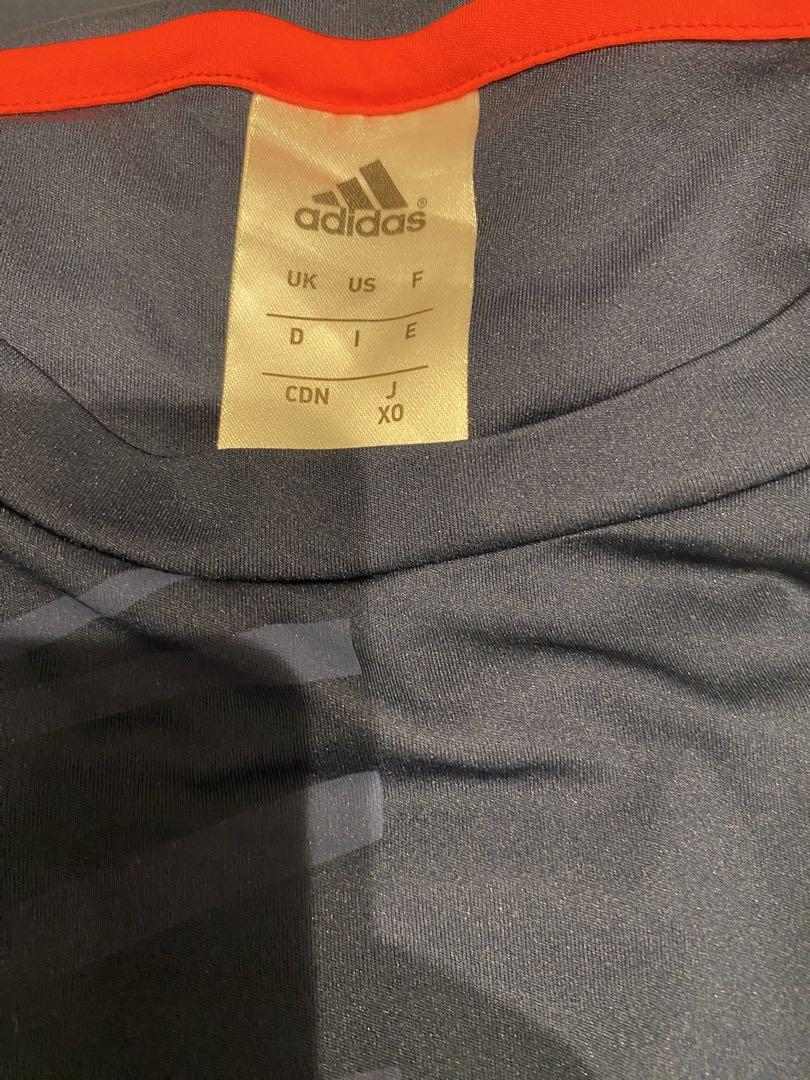 adidas®
UK US F
D I E
CDN J
XO